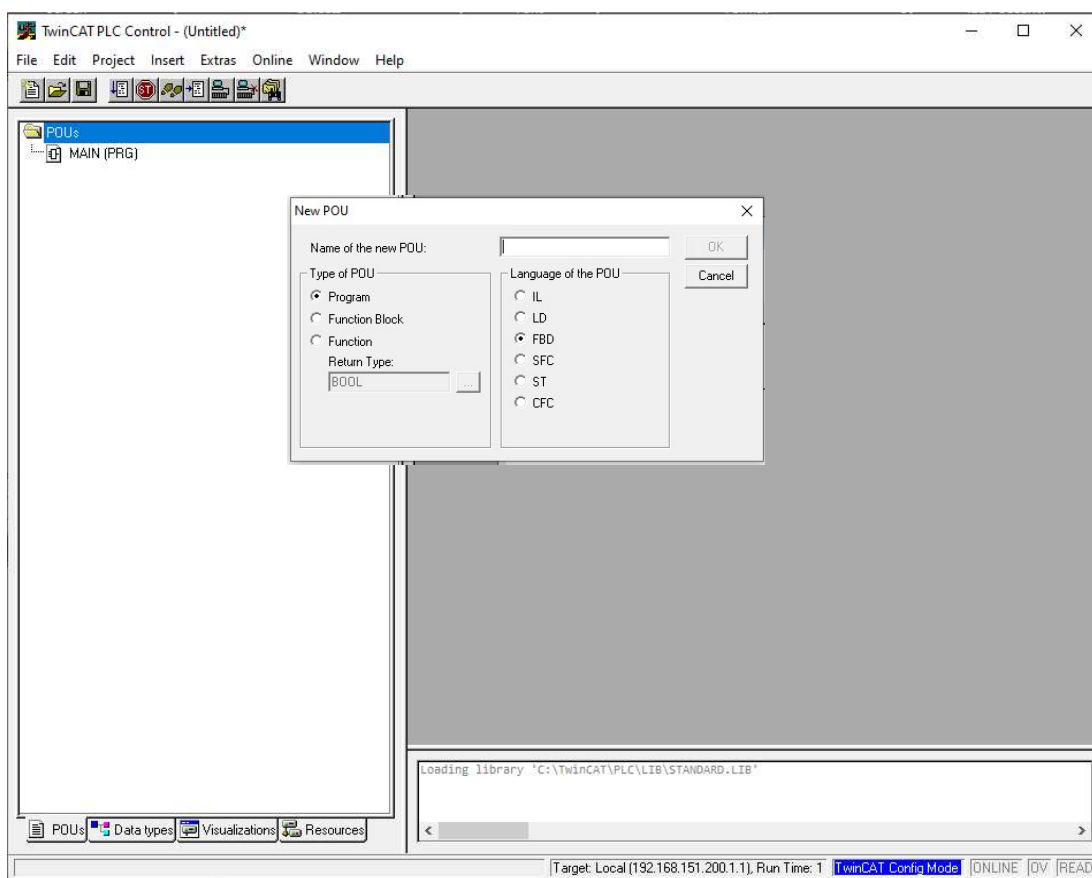 TwinCAT PLC Control - (Untitled)*
File Edit Project Insert Extras Online Window Help
POUs
MAIN (PRG)
New POU
Name of the new POU:
OK
Cancel
Type of POU
Program
Function Block
Function
Return Type:
BOOL
...
Language of the POU
IL
LD
FBD
SFC
ST
CFC
Loading library 'C:\TwinCAT\PLC\LIB\STANDARD.LIB'
POUs Data types Visualizations Resources
Target: Local (192.168.151.200.1.1), Run Time: 1 TwinCAT Config Mode ONLINE OV READ